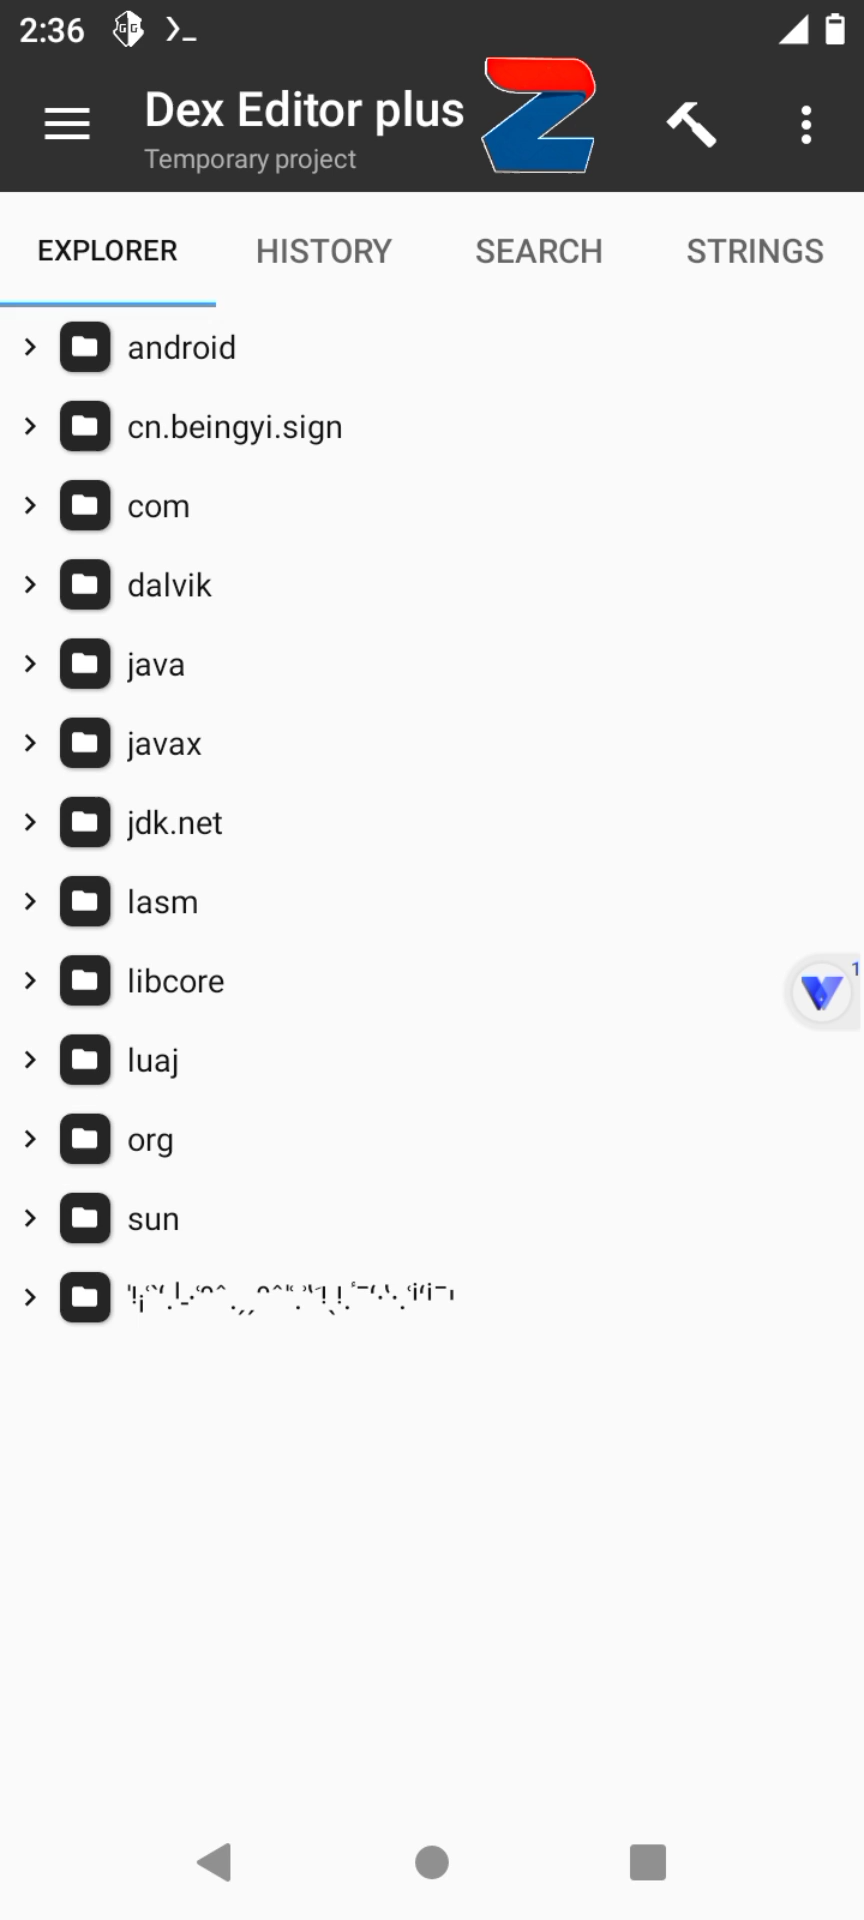 2:36
Dex Editor plus
Temporary project
EXPLORER
HISTORY
SEARCH
STRINGS
android
cn.beingyi.sign
com
dalvik
java
javax
jdk.net
lasm
libcore
1
luaj
org
sun